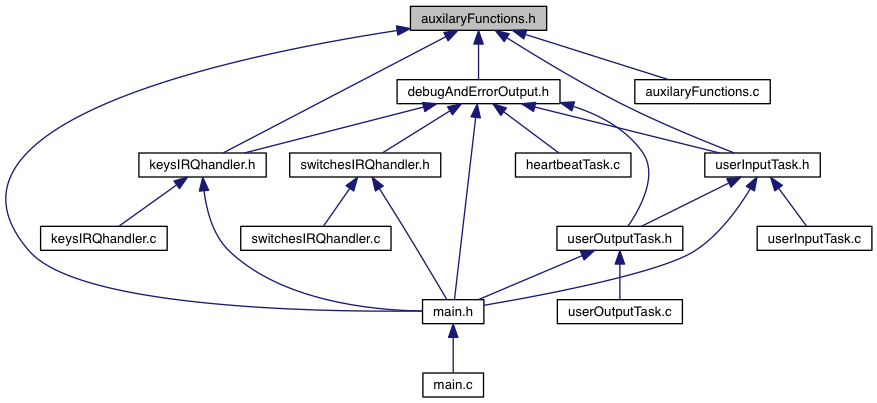 auxilaryFunctions.h
debugAndErrorOutput.h
auxilaryFunctions.c
keysIRQhandler.h
switchesIRQhandler.h
heartbeatTask.c
userInputTask.h
keysIRQhandler.c
switchesIRQhandler.c
userOutputTask.h
userInputTask.c
main.h
userOutputTask.c
main.c